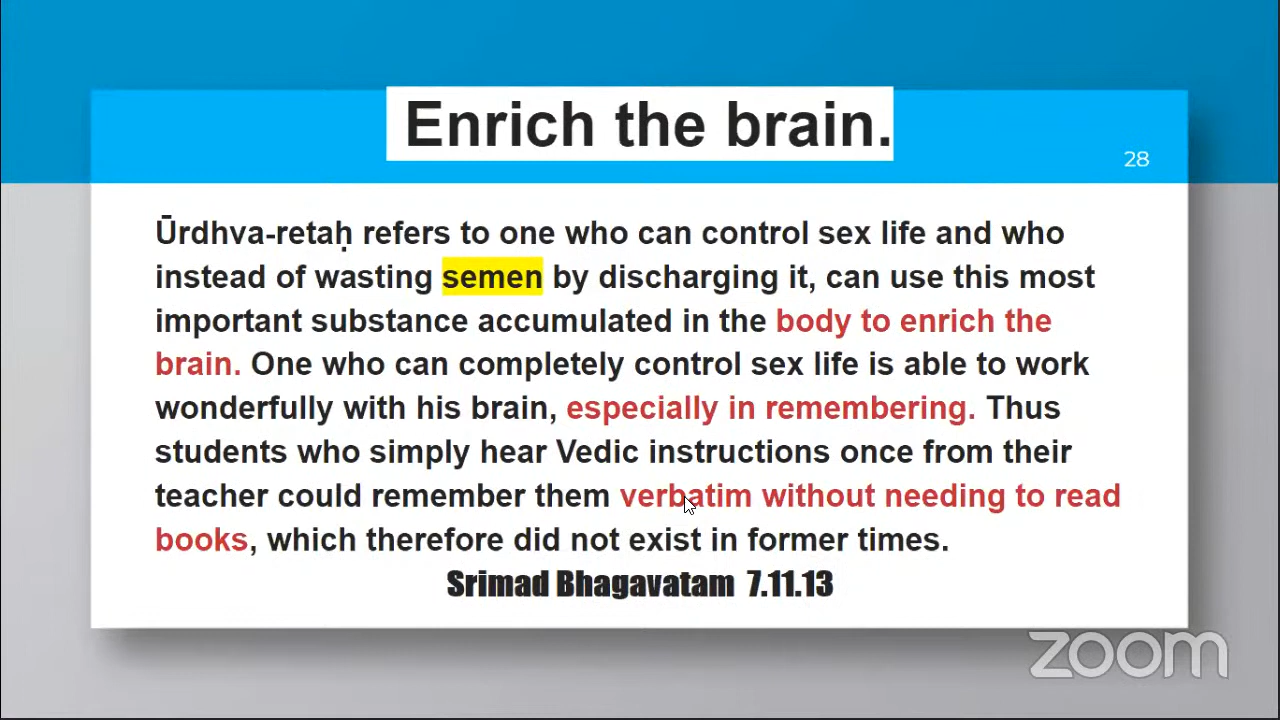 Enrich the brain.
28
Ūrdhva-retaḥ refers to one who can control sex life and who
instead of wasting semen by discharging it, can use this most
important substance accumulated in the body to enrich the
brain. One who can completely control sex life is able to work
wonderfully with his brain, especially in remembering. Thus
students who simply hear Vedic instructions once from their
teacher could remember them verbatim without needing to read
books, which therefore did not exist in former times.
Srimad Bhagavatam 7.11.13
zoom